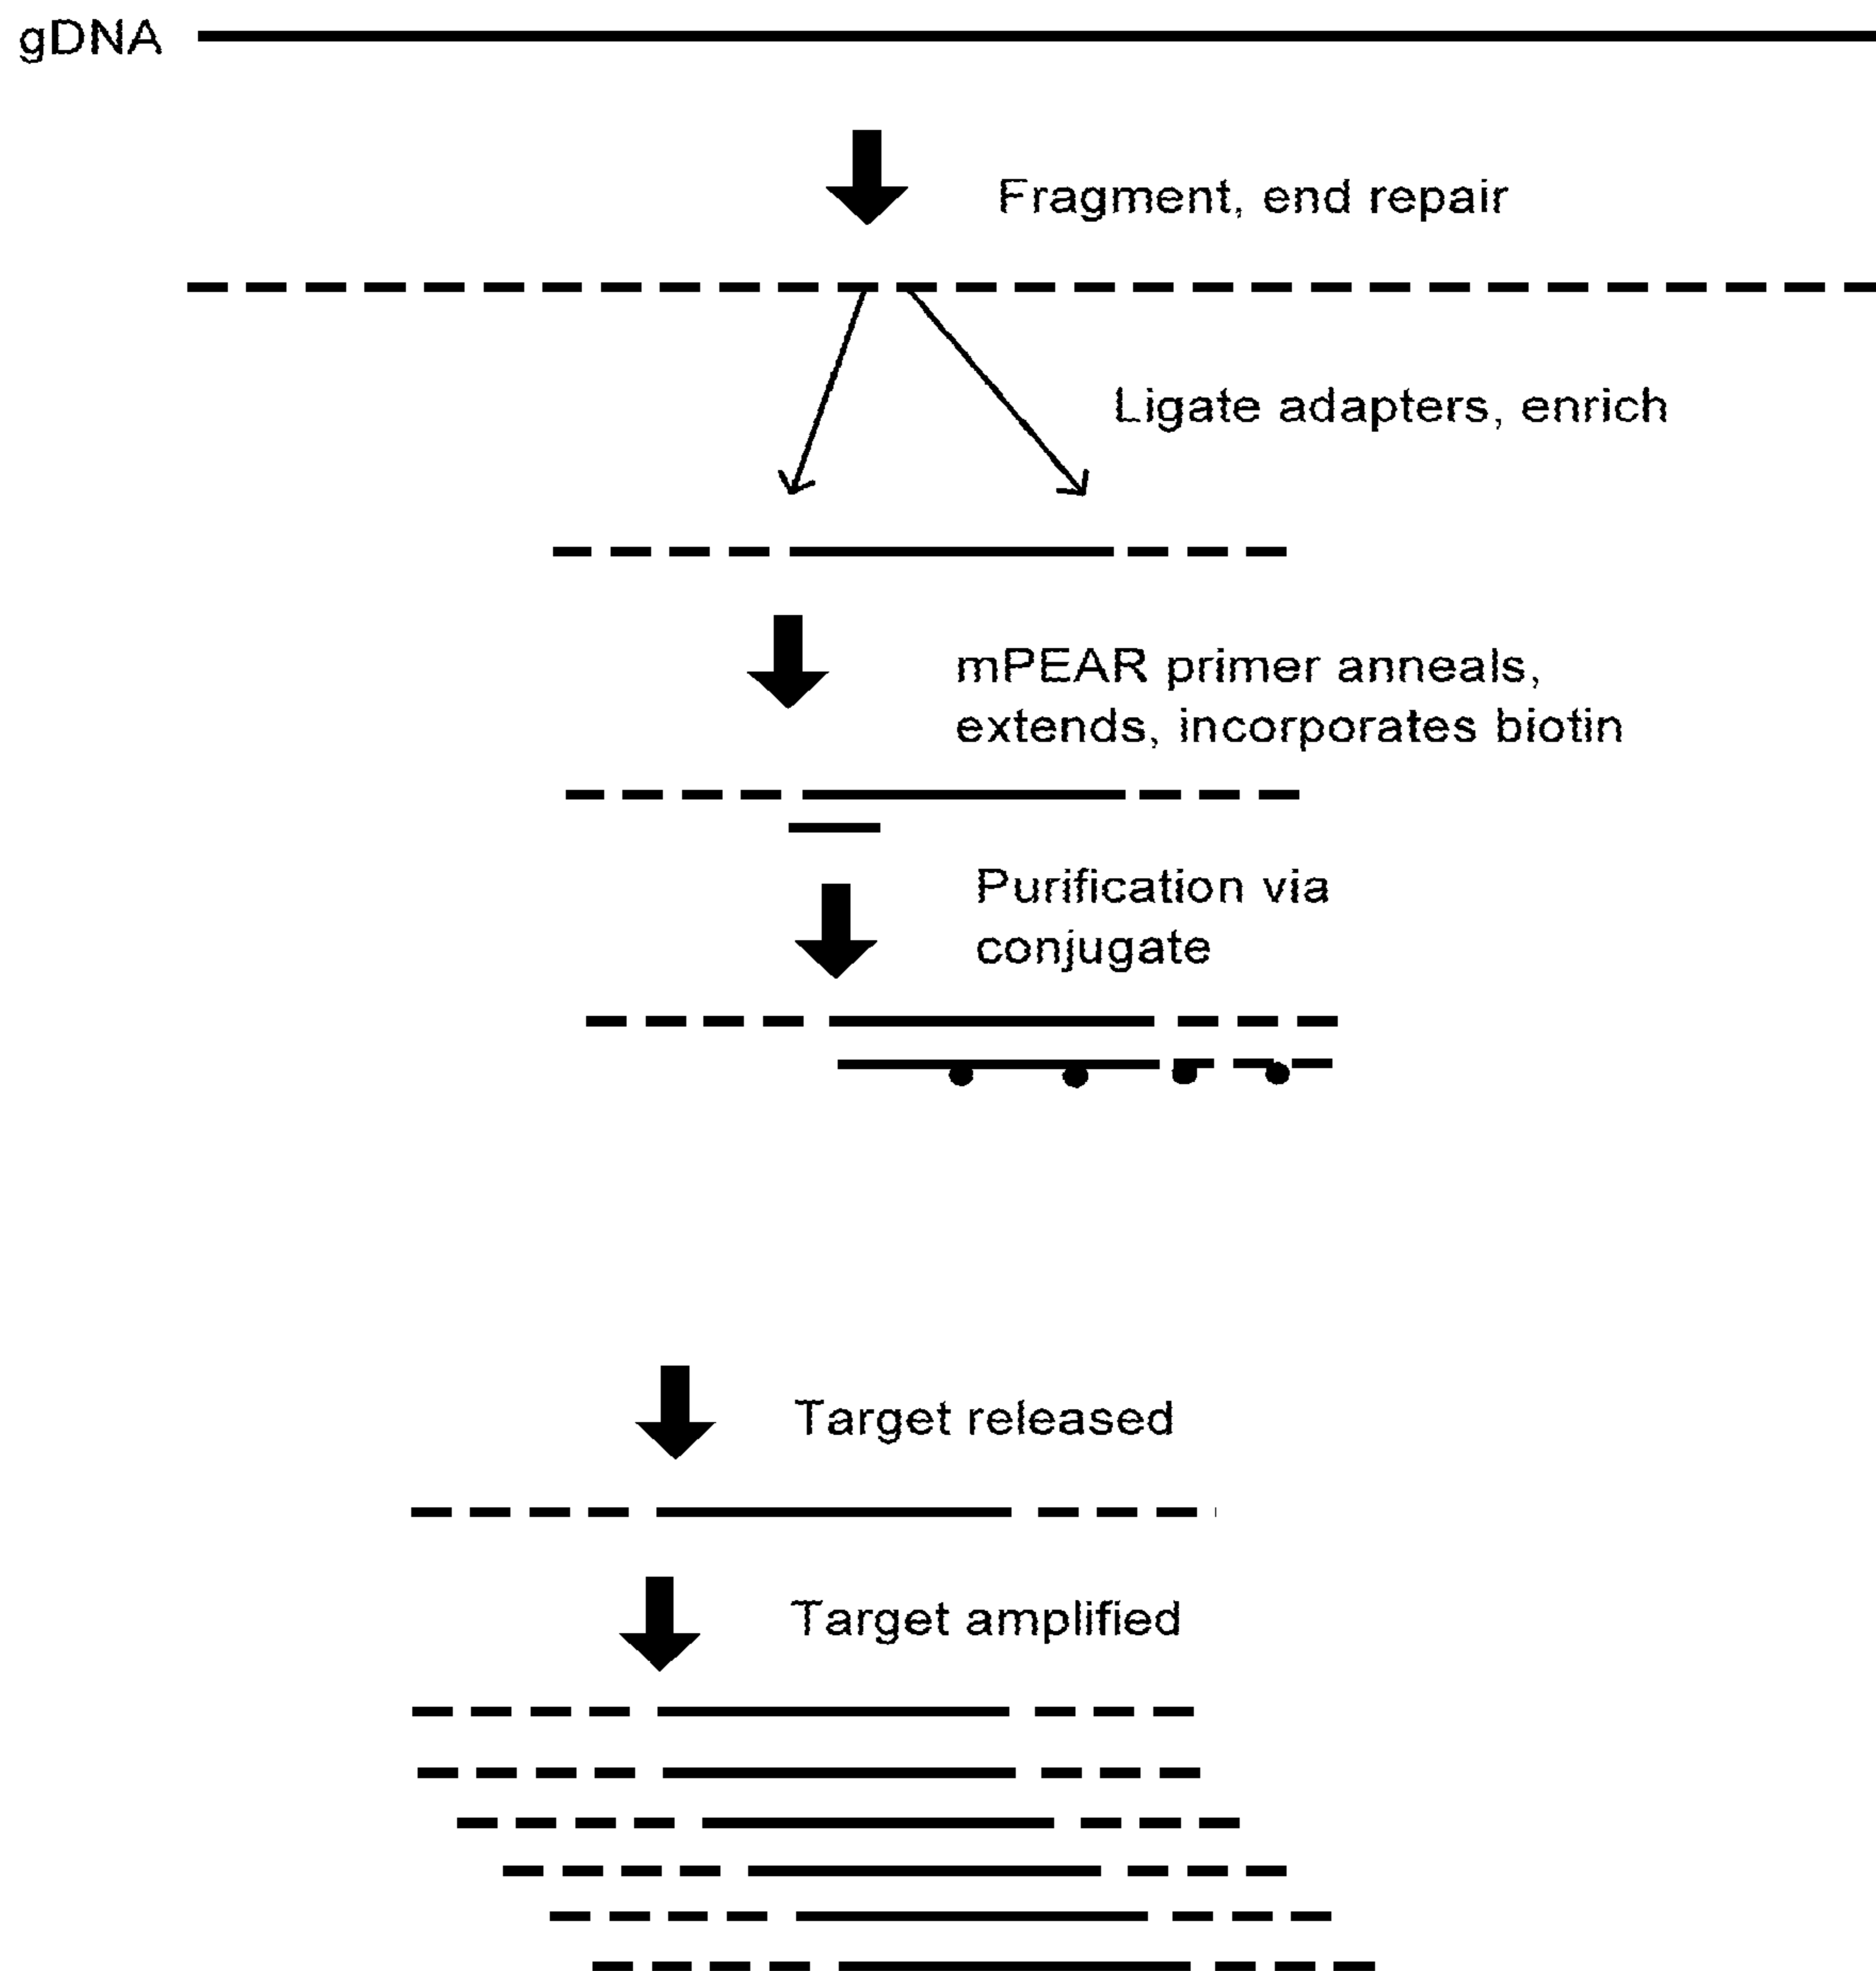 gDNA
Fragment, end repair
Ligate adapters, enrich
mPEAR primer anneals,
extends, incorporates biotin
Purification via
conjugate
Target released
Target amplified